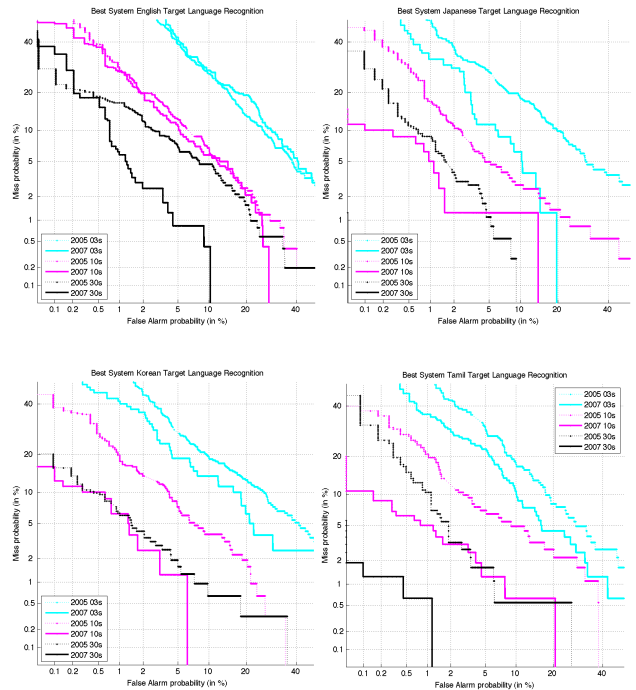 Best System English Target Language Recognition
Miss probability (in %)
40
20
10
5
2
1
0.5
0.2
0.1
2005 03s
2007 03s
2005 10s
2007 10s
2005 30s
2007 30s
0.1 0.2 0.5 1 2 5 10 20 40
False Alarm probability (in %)
Best System Japanese Target Language Recognition
Miss probability (in %)
40
20
10
5
2
1
0.5
0.2
0.1
2005 03s
2007 03s
2005 10s
2007 10s
2005 30s
2007 30s
0.1 0.2 0.5 1 2 5 10 20 40
False Alarm probability (in %)
Best System Korean Target Language Recognition
Miss probability (in %)
40
20
10
5
2
1
0.5
0.2
0.1
2005 03s
2007 03s
2005 10s
2007 10s
2005 30s
2007 30s
0.1 0.2 0.5 1 2 5 10 20 40
False Alarm probability (in %)
Best System Tamil Target Language Recognition
Miss probability (in %)
40
20
10
5
2
1
0.5
0.2
0.1
2005 03s
2007 03s
2005 10s
2007 10s
2005 30s
2007 30s
0.1 0.2 0.5 1 2 5 10 20 40
False Alarm probability (in %)